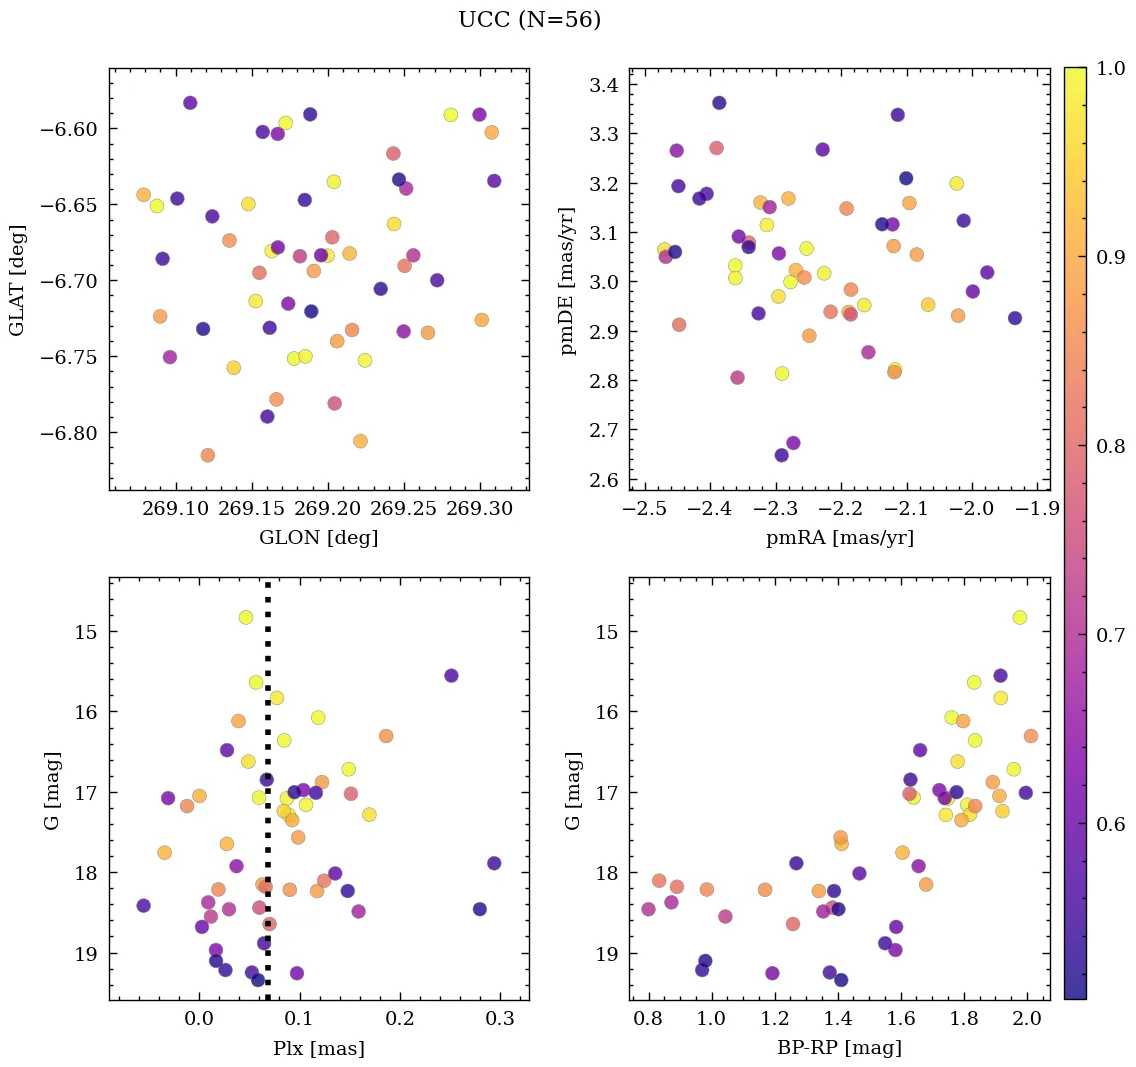 UCC (N=56)
−6.60
−6.65
−6.70
−6.75
−6.80
GLAT [deg]
269.10 269.15 269.20 269.25 269.30
GLON [deg]
3.4
3.3
3.2
3.1
3.0
2.9
2.8
2.7
2.6
pmDE [mas/yr]
−2.5 −2.4 −2.3 −2.2 −2.1 −2.0 −1.9
pmRA [mas/yr]
15
16
17
18
19
G [mag]
0.0 0.1 0.2 0.3
Plx [mas]
15
16
17
18
19
G [mag]
0.8 1.0 1.2 1.4 1.6 1.8 2.0
BP-RP [mag]
1.0
0.9
0.8
0.7
0.6